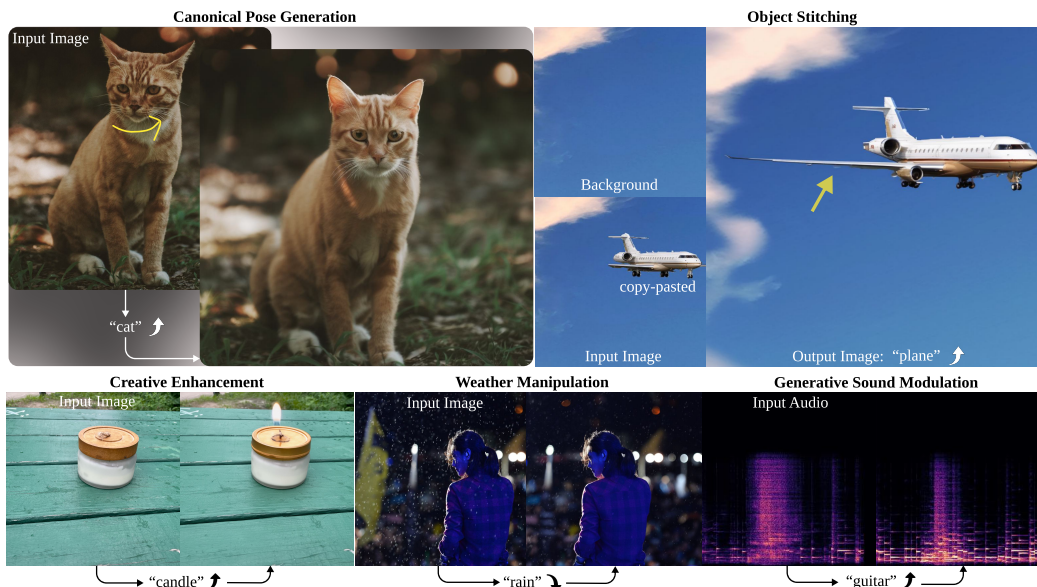 Canonical Pose Generation
Object Stitching
Input Image
Background
copy-pasted
“cat”
Input Image
Output Image: “plane”
Creative Enhancement
Weather Manipulation
Generative Sound Modulation
Input Image
Input Image
Input Audio
“candle”
“rain”
“guitar”